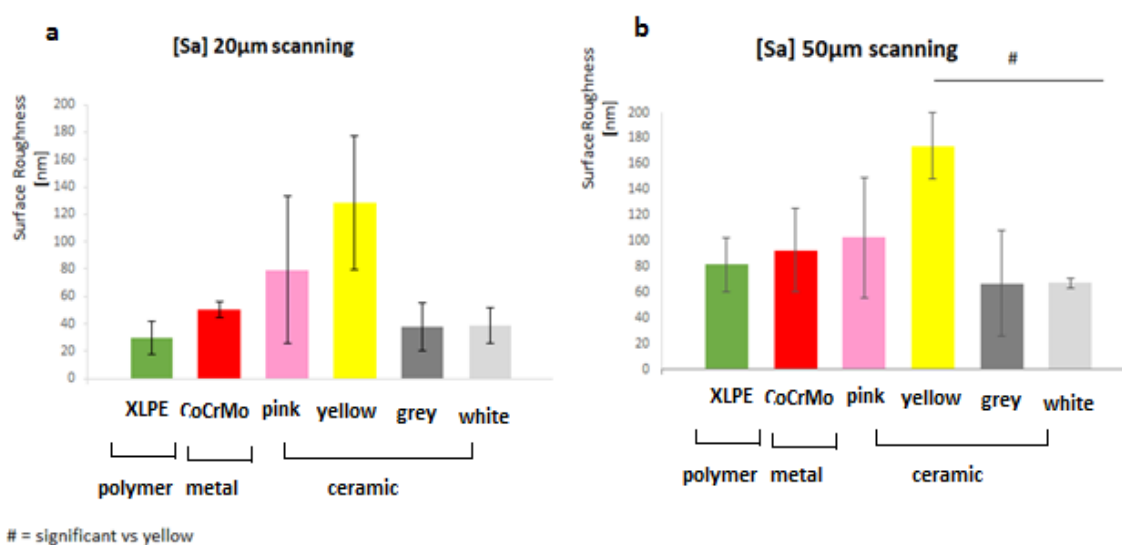 a
[Sa] 20µm scanning
Surface Roughness
[nm]
200
180
160
140
120
100
80
60
40
20
0
XLPE CoCrMo pink yellow grey white
polymer metal ceramic
# = significant vs yellow
b
[Sa] 50µm scanning
#
Surface Roughness
[nm]
200
180
160
140
120
100
80
60
40
20
0
XLPE CoCrMo pink yellow grey white
polymer metal ceramic